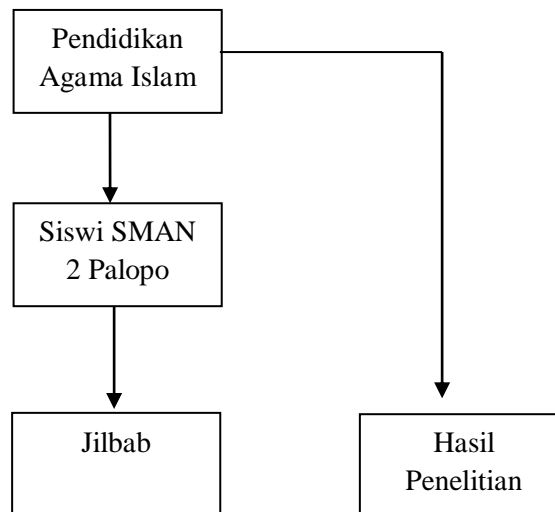 Pendidikan
Agama Islam
Siswi SMAN
2 Palopo
Jilbab
Hasil
Penelitian